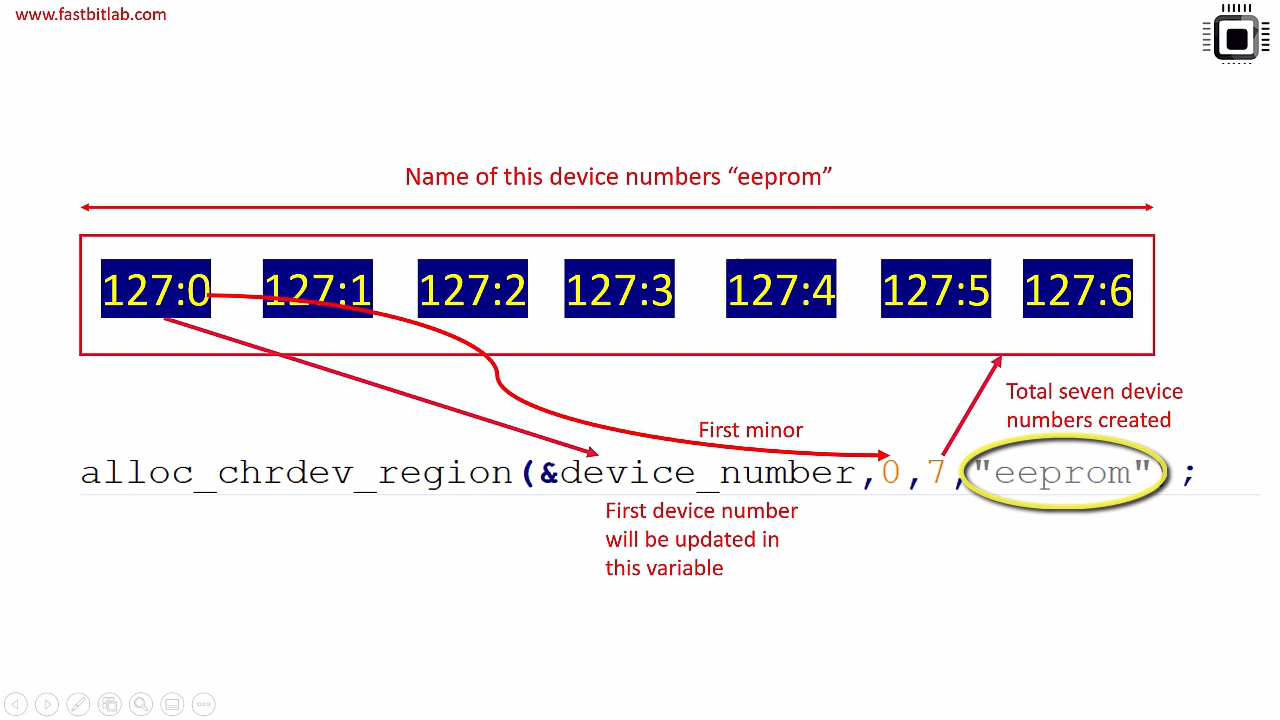 www.fastbitlab.com
Name of this device numbers “eeprom”
127:0 127:1 127:2 127:3 127:4 127:5 127:6
Total seven device
numbers created
First minor
alloc_chrdev_region(&device_number,0,7,"eeprom");
First device number
will be updated in
this variable